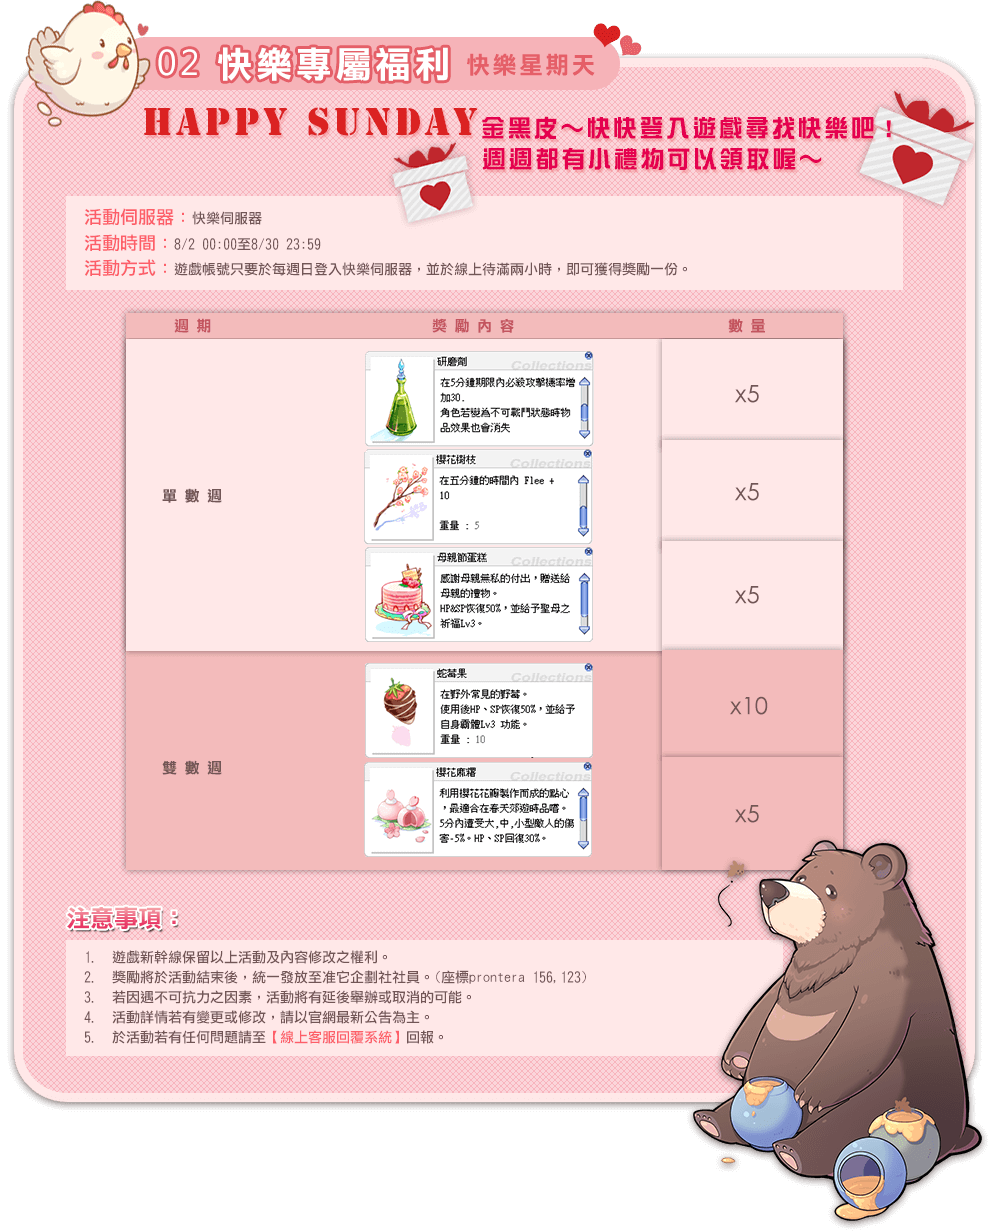 02 快樂專屬福利 快樂星期天
HAPPY SUNDAY
金黑皮~快快登入遊戲尋找快樂吧!
週週都有小禮物可以領取喔~
活動伺服器:快樂伺服器
活動時間:8/2 00:00至8/30 23:59
活動方式:遊戲帳號只要於每週日登入快樂伺服器,並於線上待滿兩小時,即可獲得獎勵一份。
週期 獎勵內容 數量
單數週
研磨劑
Collections
在5分鐘期限內必殺攻擊機率增
加30.
角色若變為不可戰鬥狀態時物
品效果也會消失
x5
櫻花樹枝
Collections
在五分鐘的時間內 Flee +
10
重量 : 5
x5
母親節蛋糕
Collections
感謝母親無私的付出,贈送給
母親的禮物。
HP&SP恢復50%,並給予聖母之
祈福Lv3。
x5
雙數週
蛇莓果
Collections
在野外常見的野莓。
使用後HP、SP恢復50%,並給予
自身霸體Lv3 功能。
重量 : 10
x10
櫻花麻糬
Collections
利用櫻花花瓣製作而成的點心
,最適合在春天郊遊時品嚐。
5分內遭受大,中,小型敵人的傷
害-5%。HP、SP回復30%。
x5
注意事項:
1. 遊戲新幹線保留以上活動及內容修改之權利。
2. 獎勵將於活動結束後,統一發放至准它企劃社社員。(座標prontera 156,123)
3. 若因遇不可抗力之因素,活動將有延後舉辦或取消的可能。
4. 活動詳情若有變更或修改,請以官網最新公告為主。
5. 於活動若有任何問題請至【線上客服回覆系統】回報。